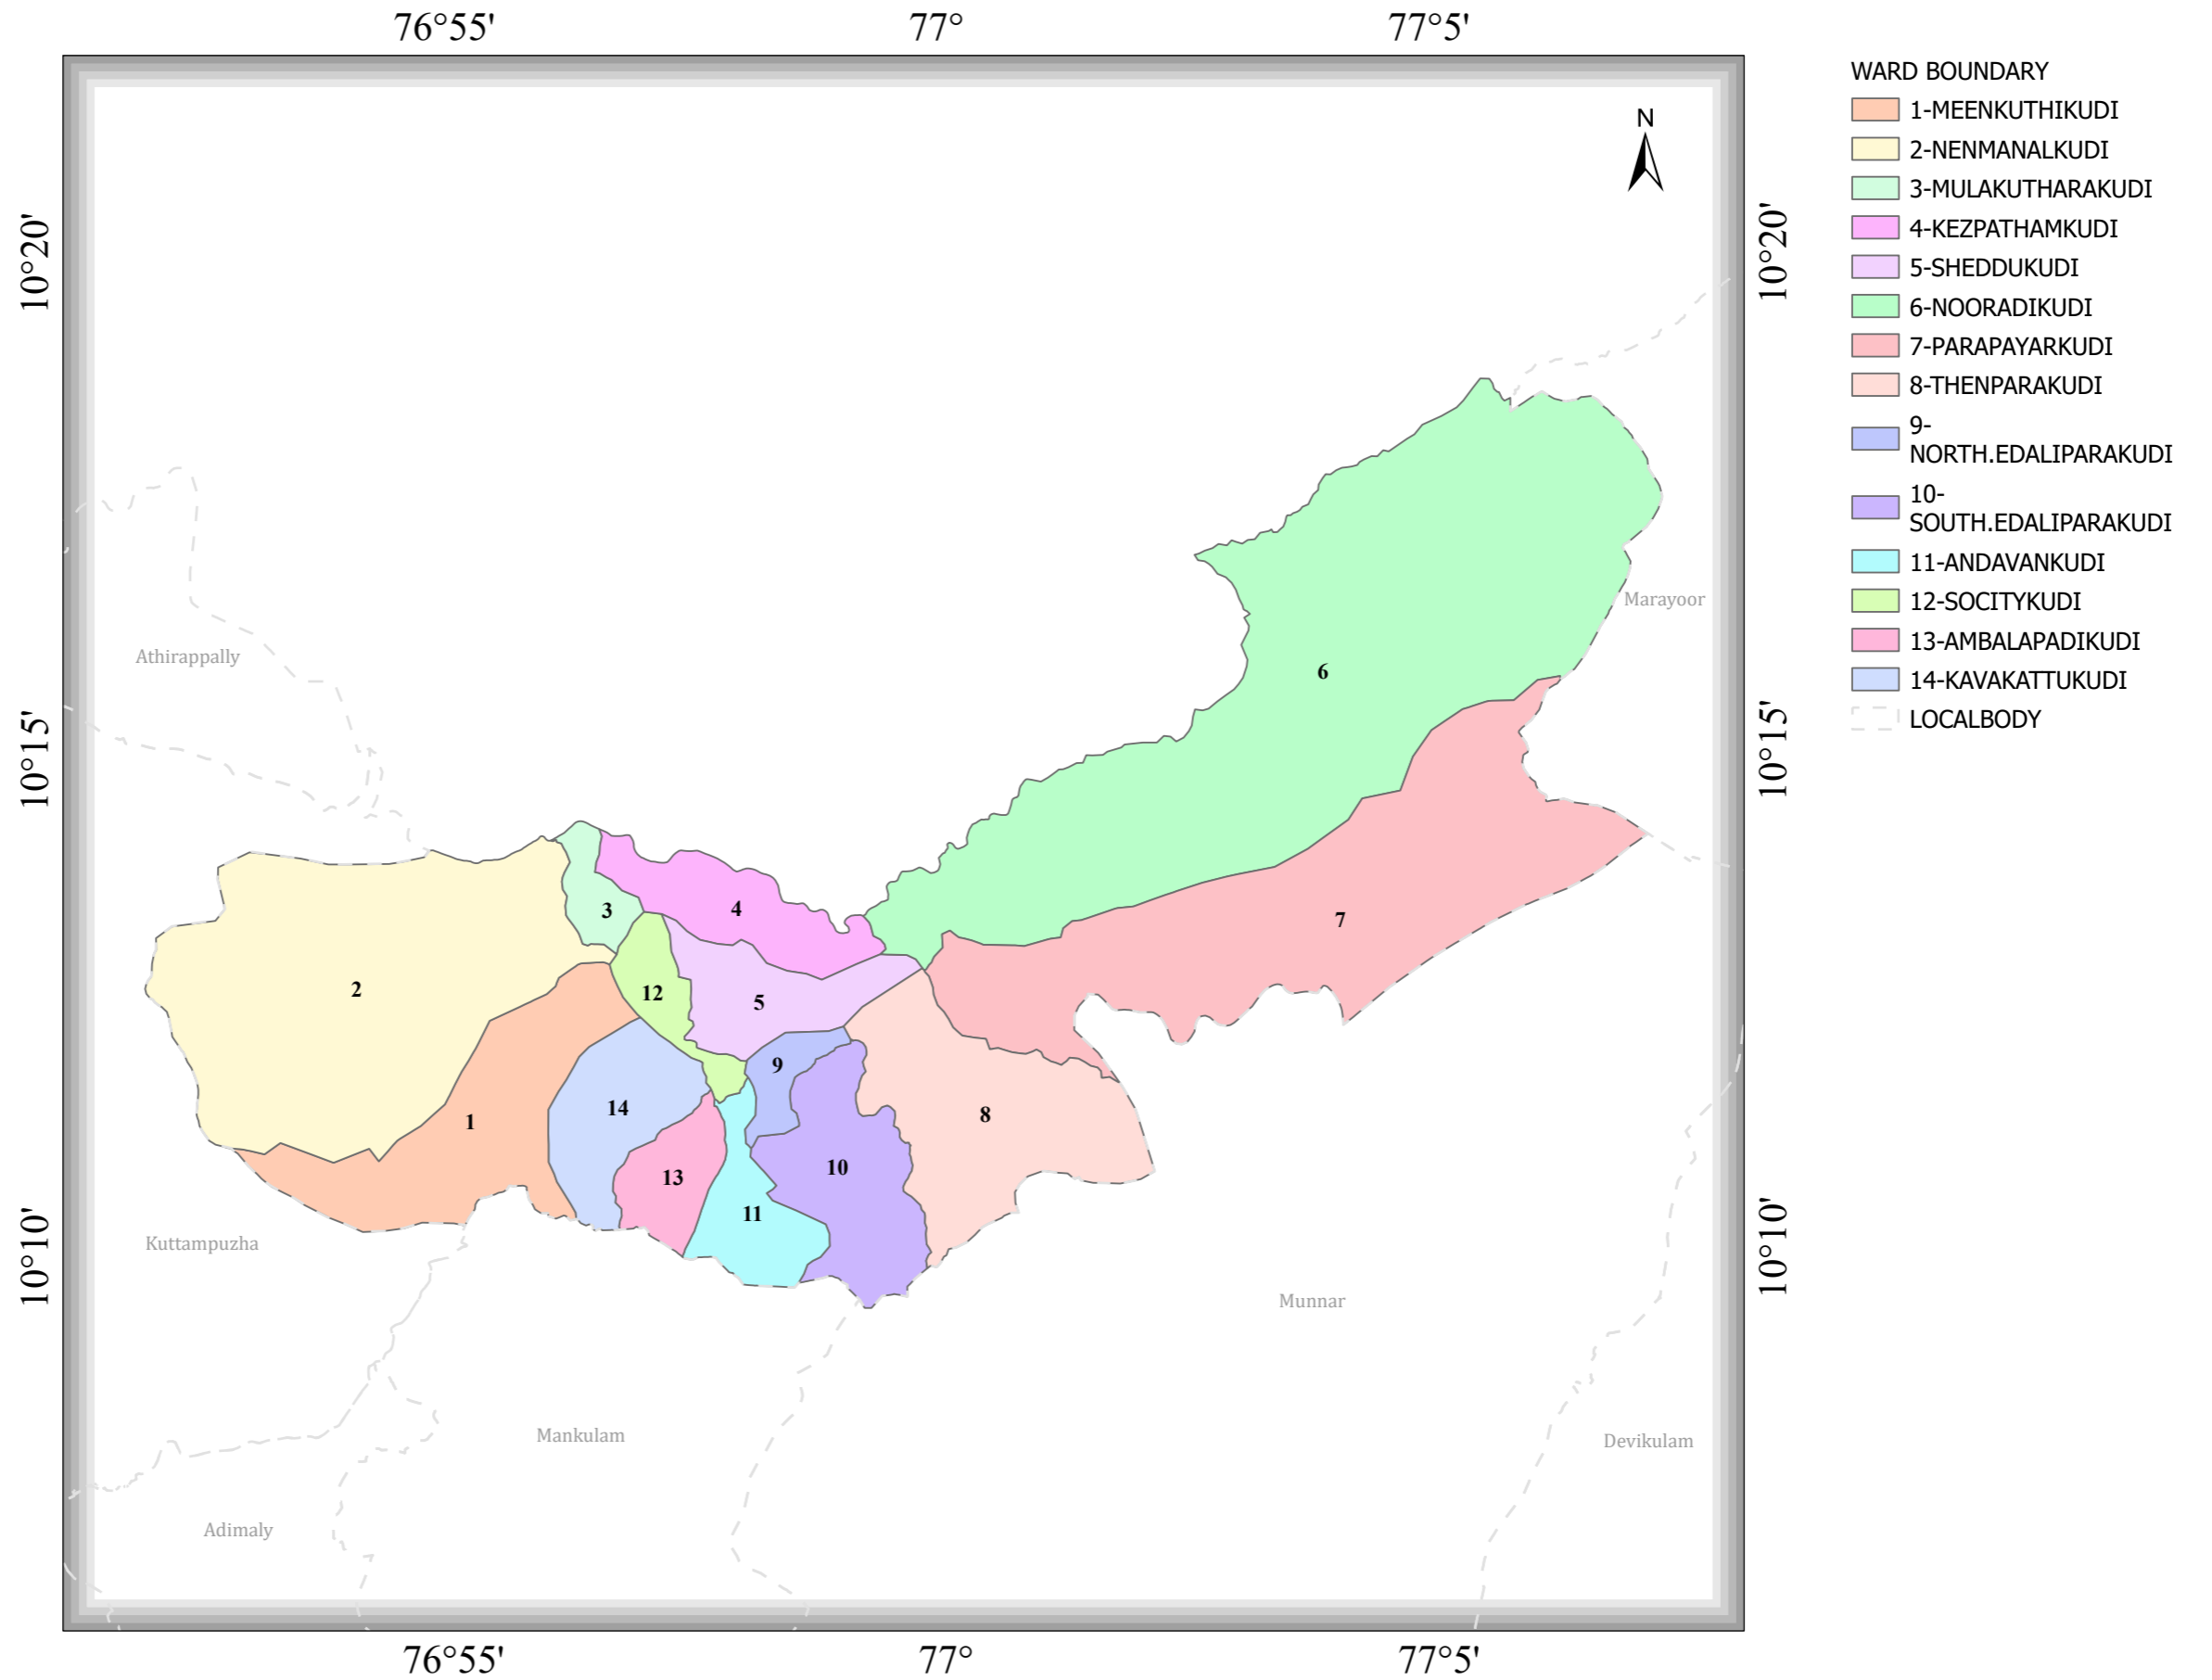 76°55' 77° 77°5'
WARD BOUNDARY
1-MEENKUTHIKUDI
2-NENMANALKUDI
3-MULAKUTHARAKUDI
4-KEZPATHAMKUDI
5-SHEDDUKUDI
6-NOORADIKUDI
7-PARAPAYARKUDI
8-THENPARAKUDI
9-
NORTH.EDALIPARAKUDI
10-
SOUTH.EDALIPARAKUDI
11-ANDAVANKUDI
12-SOCITYKUDI
13-AMBALAPADIKUDI
14-KAVAKATTUKUDI
LOCALBODY
N
10°20' 10°20'
Marayoor
Athirappally
6
10°15' 10°15'
3
4
7
2
12
5
9
14
8
1
10
13
11
Kuttampuzha
10°10' 10°10'
Munnar
Mankulam
Devikulam
Adimaly
76°55' 77° 77°5'